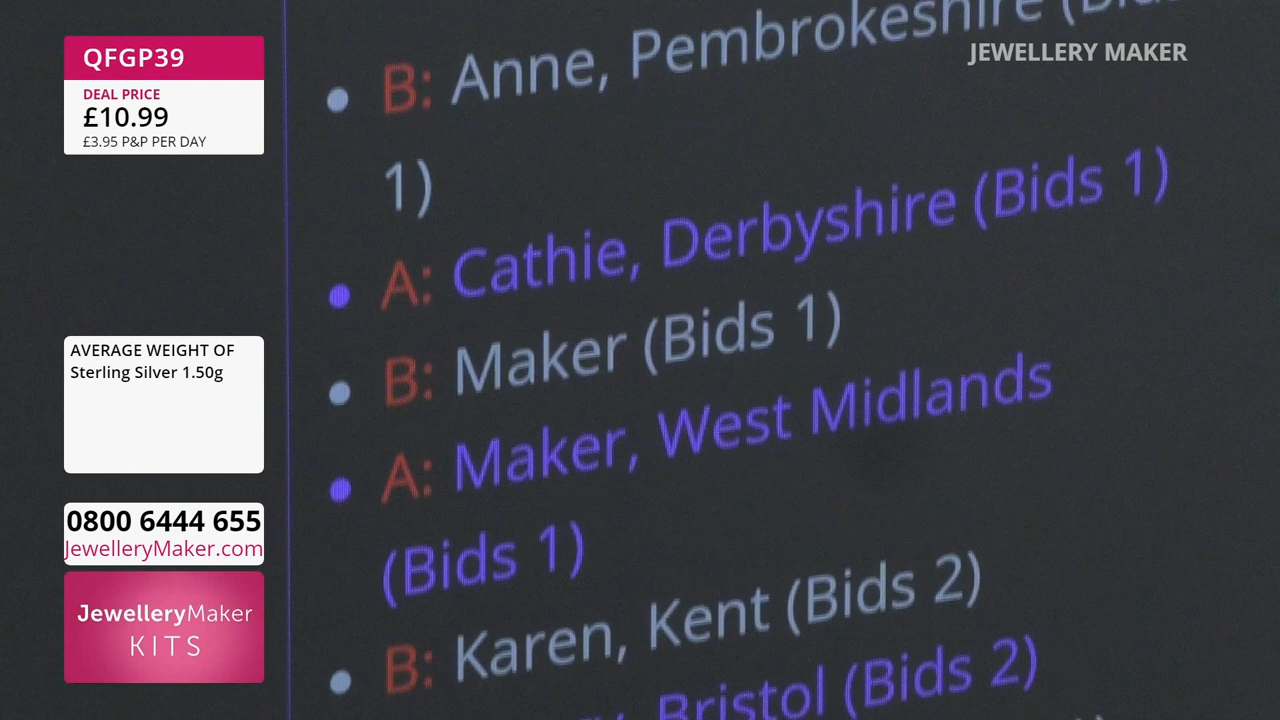 QFGP39
DEAL PRICE
£10.99
£3.95 P&P PER DAY
AVERAGE WEIGHT OF
Sterling Silver 1.50g
0800 6444 655
JewelleryMaker.com
JewelleryMaker
KITS
JEWELLERY MAKER
B: Anne, Pembrokeshire
1)
A: Cathie, Derbyshire (Bids 1)
B: Maker (Bids 1)
A: Maker, West Midlands
(Bids 1)
B: Karen, Kent (Bids 2)
Bristol (Bids 2)